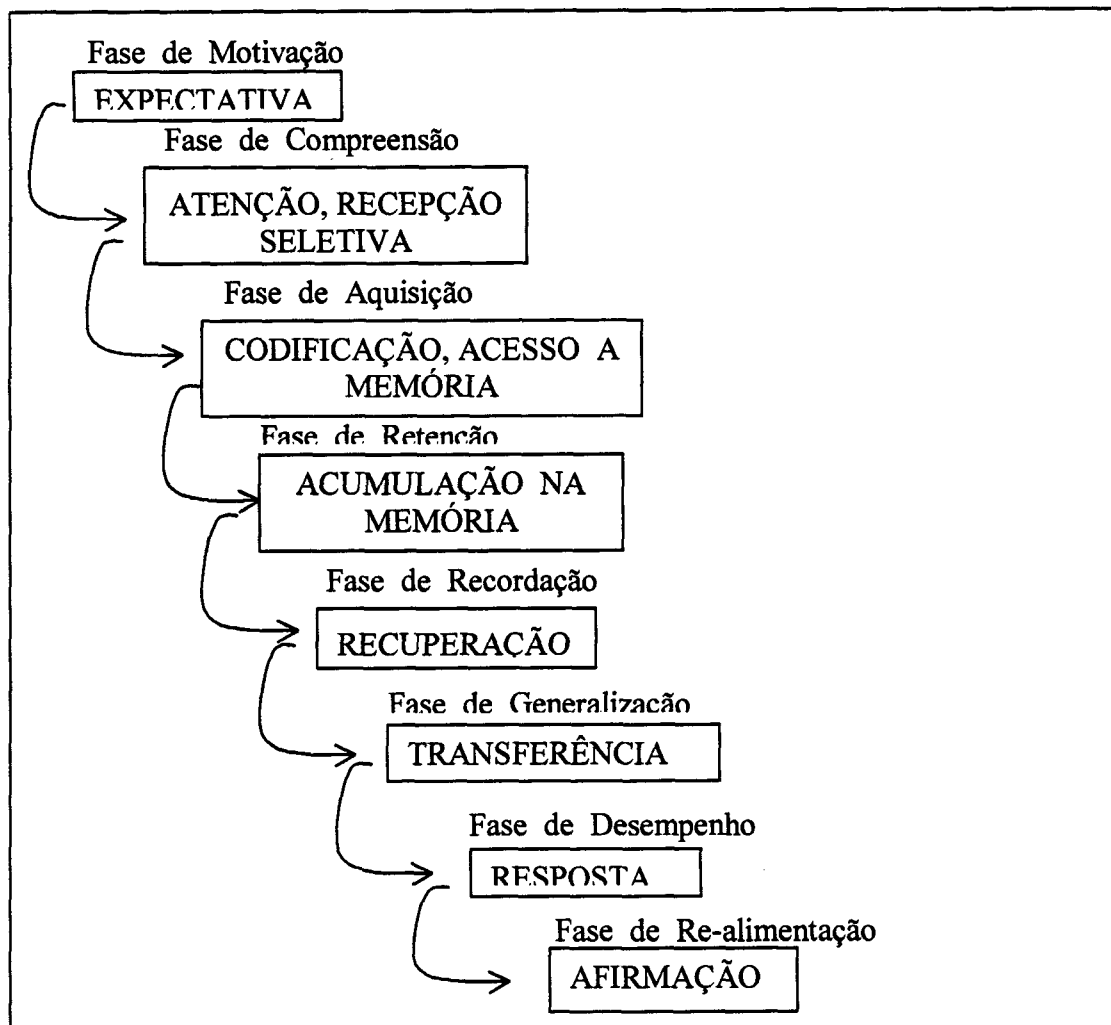 Fase de Motivação
EXPECTATIVA
Fase de Compreensão
ATENÇÃO, RECEPÇÃO
SELETIVA
Fase de Aquisição
CODIFICAÇÃO, ACESSO A
MEMÓRIA
Fase de Retenção
ACUMULAÇÃO NA
MEMÓRIA
Fase de Recordação
RECUPERAÇÃO
Fase de Generalização
TRANSFERÊNCIA
Fase de Desempenho
RESPOSTA
Fase de Re-alimentação
AFIRMAÇÃO